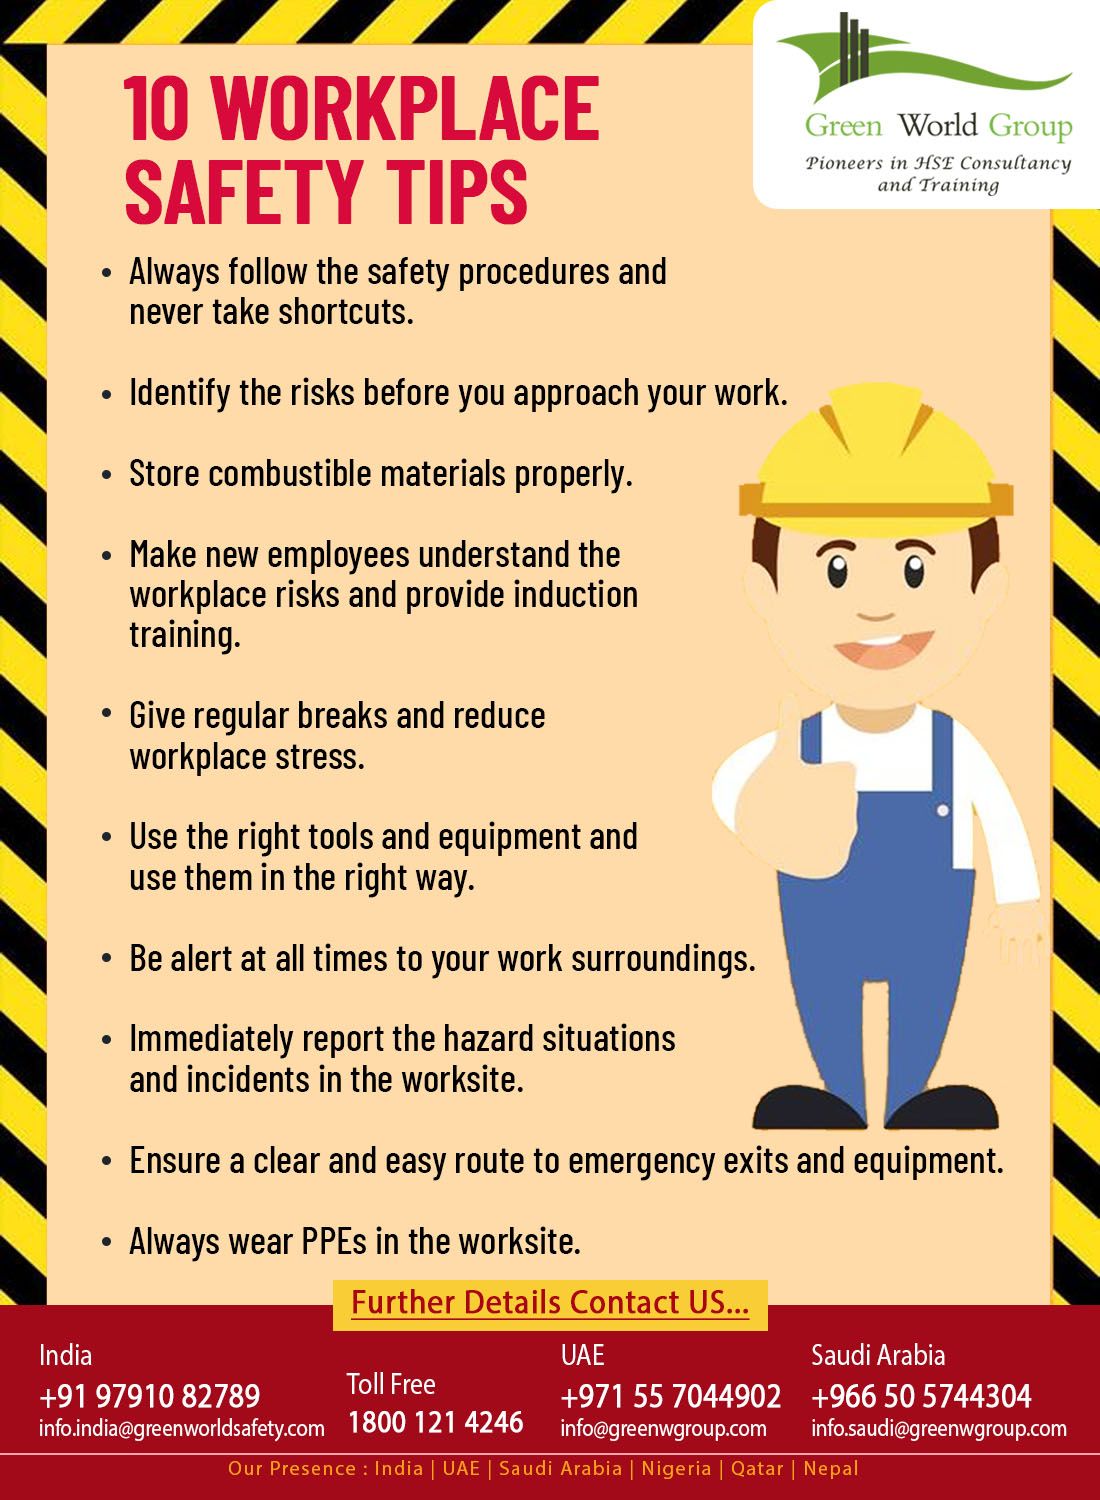 Green World Group
Pioneers in HSE Consultancy
and Training
10 WORKPLACE
SAFETY TIPS
• Always follow the safety procedures and
never take shortcuts.
• Identify the risks before you approach your work.
• Store combustible materials properly.
• Make new employees understand the
workplace risks and provide induction
training.
• Give regular breaks and reduce
workplace stress.
• Use the right tools and equipment and
use them in the right way.
• Be alert at all times to your work surroundings.
• Immediately report the hazard situations
and incidents in the worksite.
• Ensure a clear and easy route to emergency exits and equipment.
• Always wear PPEs in the worksite.
Further Details Contact US...
India
+91 97910 82789
info.india@greenworldsafety.com
Toll Free
1800 121 4246
UAE
+971 55 7044902
info@greenwgroup.com
Saudi Arabia
+966 50 5744304
info.saudi@greenwgroup.com
Our Presence : India | UAE | Saudi Arabia | Nigeria | Qatar | Nepal